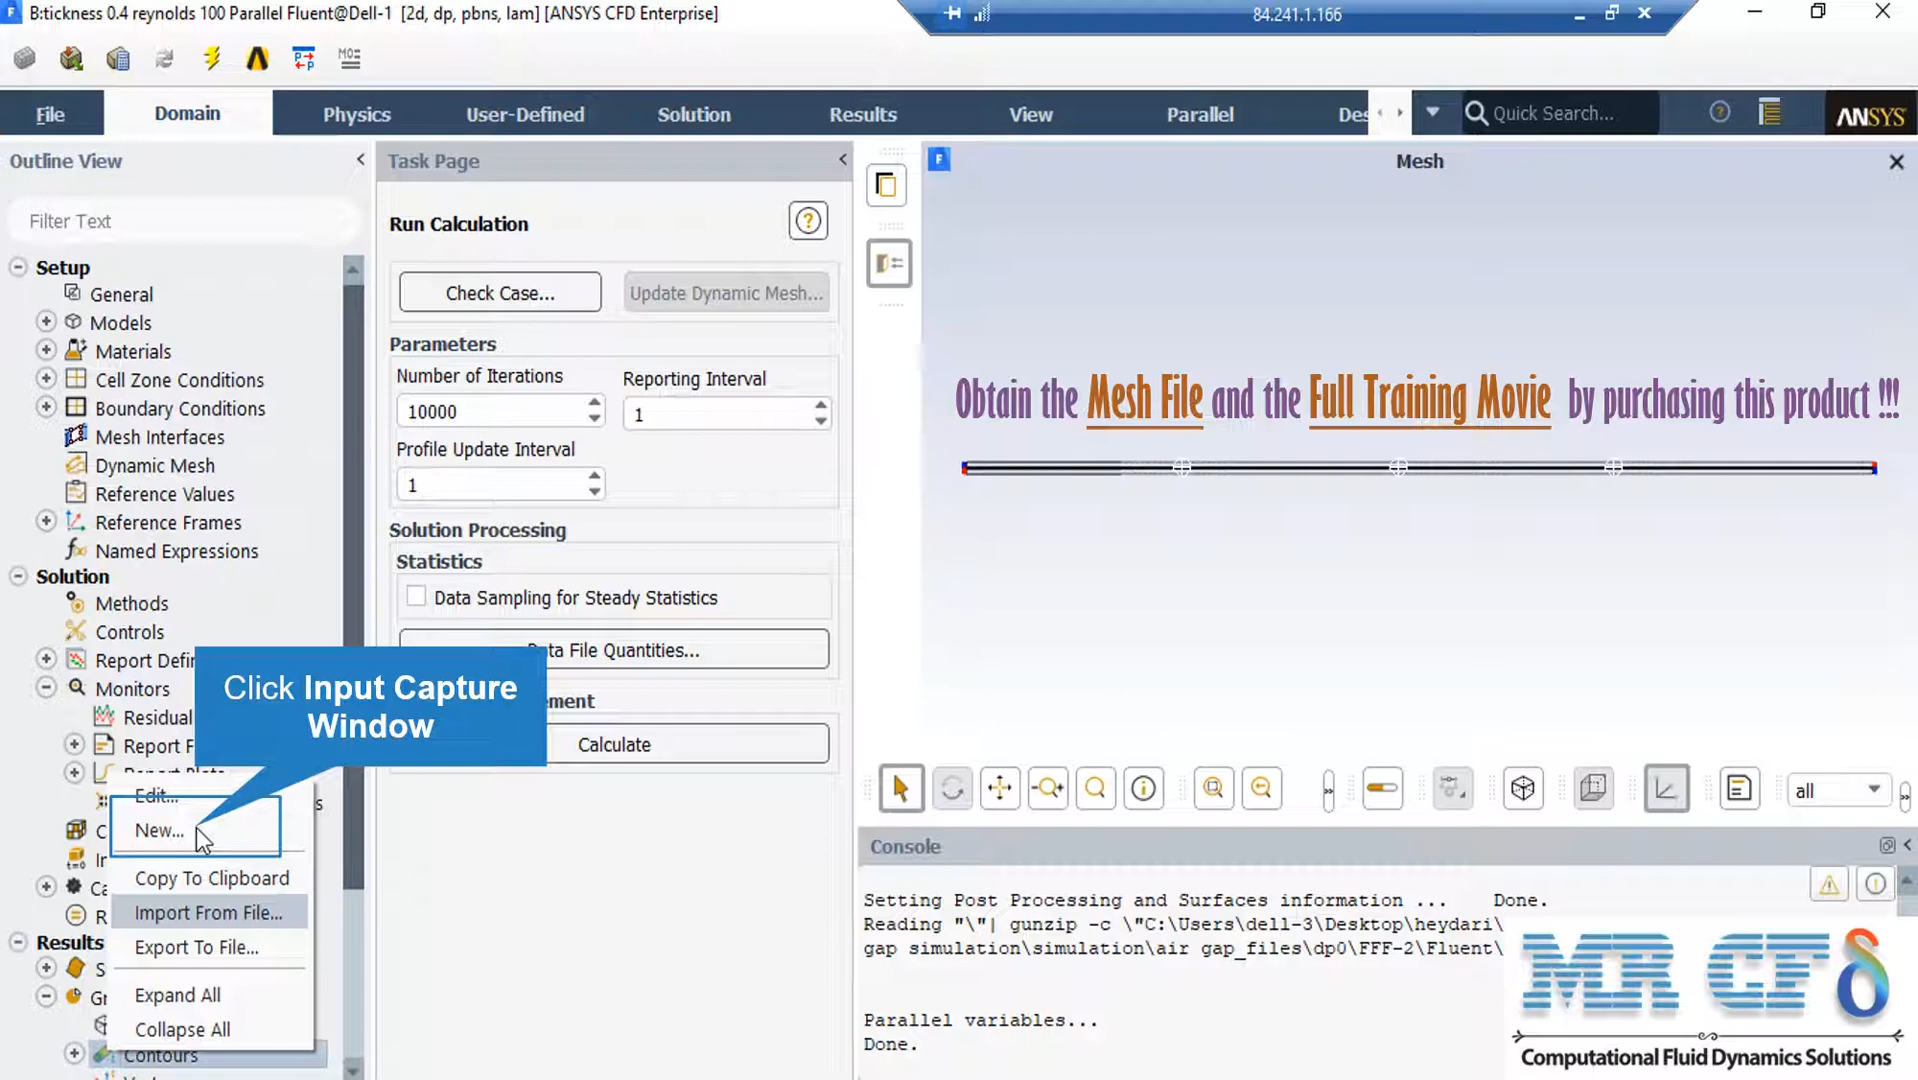 B:tickness 0.4 reynolds 100 Parallel Fluent@Dell-1 [2d, dp, pbns, lam] [ANSYS CFD Enterprise]
84.241.1.166
File
Domain
Physics
User-Defined
Solution
Results
View
Parallel
Des
Quick Search...
ANSYS
Outline View
Filter Text
Setup
General
Models
Materials
Cell Zone Conditions
Boundary Conditions
Mesh Interfaces
Dynamic Mesh
Reference Values
Reference Frames
Named Expressions
Solution
Methods
Controls
Report Defin
Monitors
Residual
Report F
Report Plots
Edit...
New...
Copy To Clipboard
Import From File...
Export To File...
Expand All
Collapse All
s
C
In
Ca
R
Results
S
Gr
Contours
Click Input Capture
Window
Task Page
Run Calculation
Check Case...
Update Dynamic Mesh...
Parameters
Number of Iterations
Reporting Interval
10000
1
Profile Update Interval
1
Solution Processing
Statistics
Data Sampling for Steady Statistics
Data File Quantities...
ement
Calculate
Mesh
Obtain the Mesh File and the Full Training Movie by purchasing this product !!!
all
Console
Setting Post Processing and Surfaces information ... Done.
Reading "\"| gunzip -c \"C:\Users\dell-3\Desktop\heydari\
gap simulation\simulation\air gap_files\dp0\FFF-2\Fluent\
Parallel variables...
Done.
MR CFD
Computational Fluid Dynamics Solutions